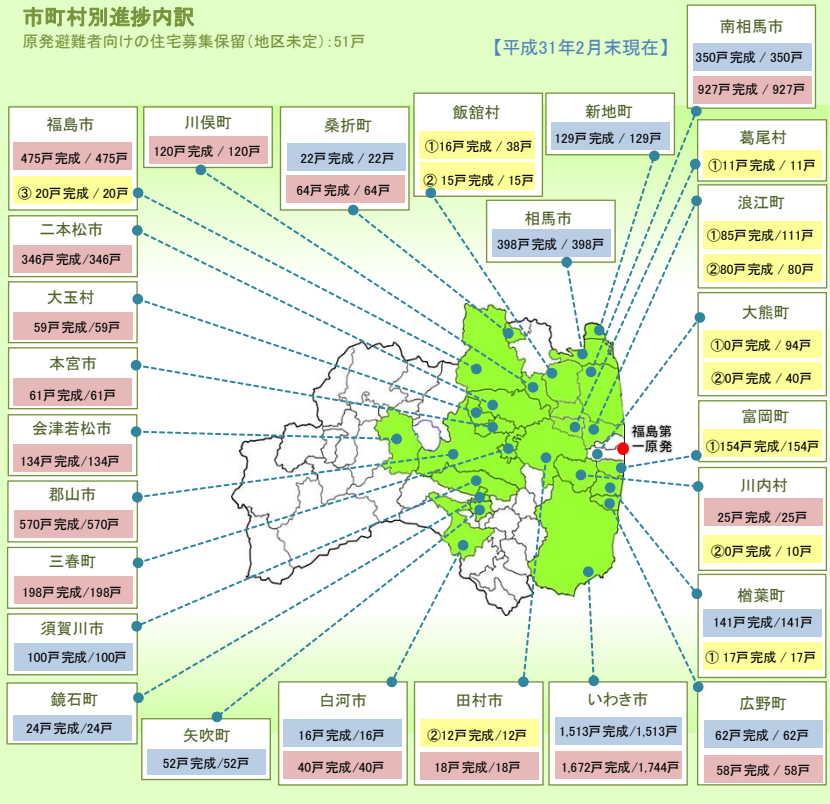 市町村別進捗内訳
原発避難者向けの住宅募集保留(地区未定):51戸
【平成31年2月末現在】
南相馬市
350戸完成 / 350戸
927戸完成 / 927戸
福島市
475戸完成 / 475戸
③ 20戸完成 / 20戸
川俣町
120戸完成 / 120戸
桑折町
22戸完成 / 22戸
64戸完成 / 64戸
飯舘村
①16戸完成 / 38戸
② 15戸完成 / 15戸
新地町
129戸完成 / 129戸
葛尾村
①11戸完成 / 11戸
相馬市
398戸完成 / 398戸
浪江町
①85戸完成/111戸
②80戸完成 / 80戸
二本松市
346戸完成/346戸
大玉村
59戸完成/59戸
本宮市
61戸完成/61戸
会津若松市
134戸完成/134戸
郡山市
570戸完成/570戸
三春町
198戸完成/198戸
須賀川市
100戸完成/100戸
鏡石町
24戸完成/24戸
矢吹町
52戸完成/52戸
白河市
16戸完成/16戸
40戸完成/40戸
田村市
②12戸完成/12戸
18戸完成/18戸
いわき市
1,513戸完成/1,513戸
1,672戸完成/1,744戸
大熊町
①0戸完成 / 94戸
②0戸完成 / 40戸
富岡町
①154戸完成/154戸
川内村
25戸完成 /25戸
②0戸完成 / 10戸
楢葉町
141戸完成/141戸
① 17戸完成 / 17戸
広野町
62戸完成 / 62戸
58戸完成 / 58戸
福島第
一原発